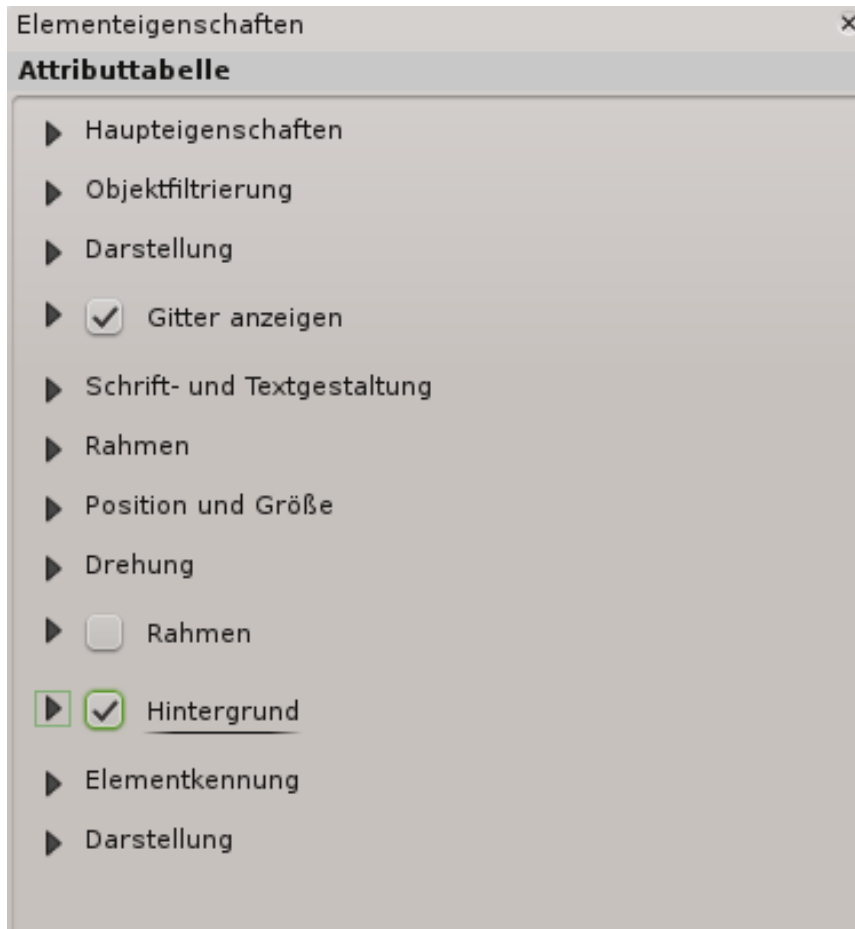 Elementeigenschaften
Attributtabelle
Haupteigenschaften
Objektfiltrierung
Darstellung
Gitter anzeigen
Schrift- und Textgestaltung
Rahmen
Position und Größe
Drehung
Rahmen
Hintergrund
Elementkennung
Darstellung